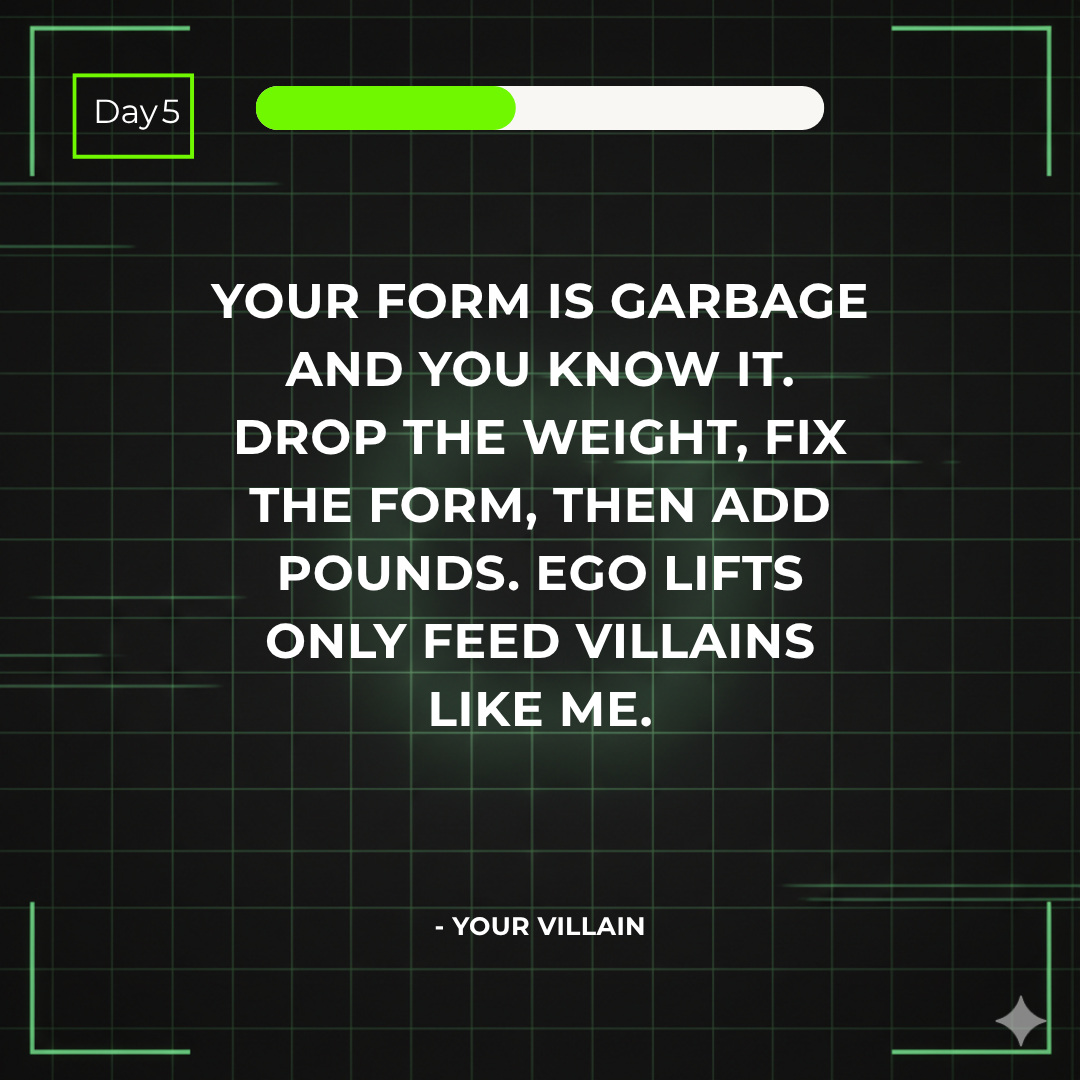 Day 5
YOUR FORM IS GARBAGE
AND YOU KNOW IT.
DROP THE WEIGHT, FIX
THE FORM, THEN ADD
POUNDS. EGO LIFTS
ONLY FEED VILLAINS
LIKE ME.
- YOUR VILLAIN